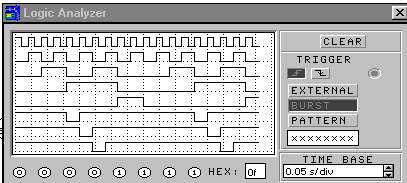 Logic Analyzer
CLEAR
TRIGGER
EXTERNAL
BURST
PATTERN
xxxxxxxx
TIME BASE
0.05 s/div
0 0 0 0 1 1 1 1 HEX: 0f